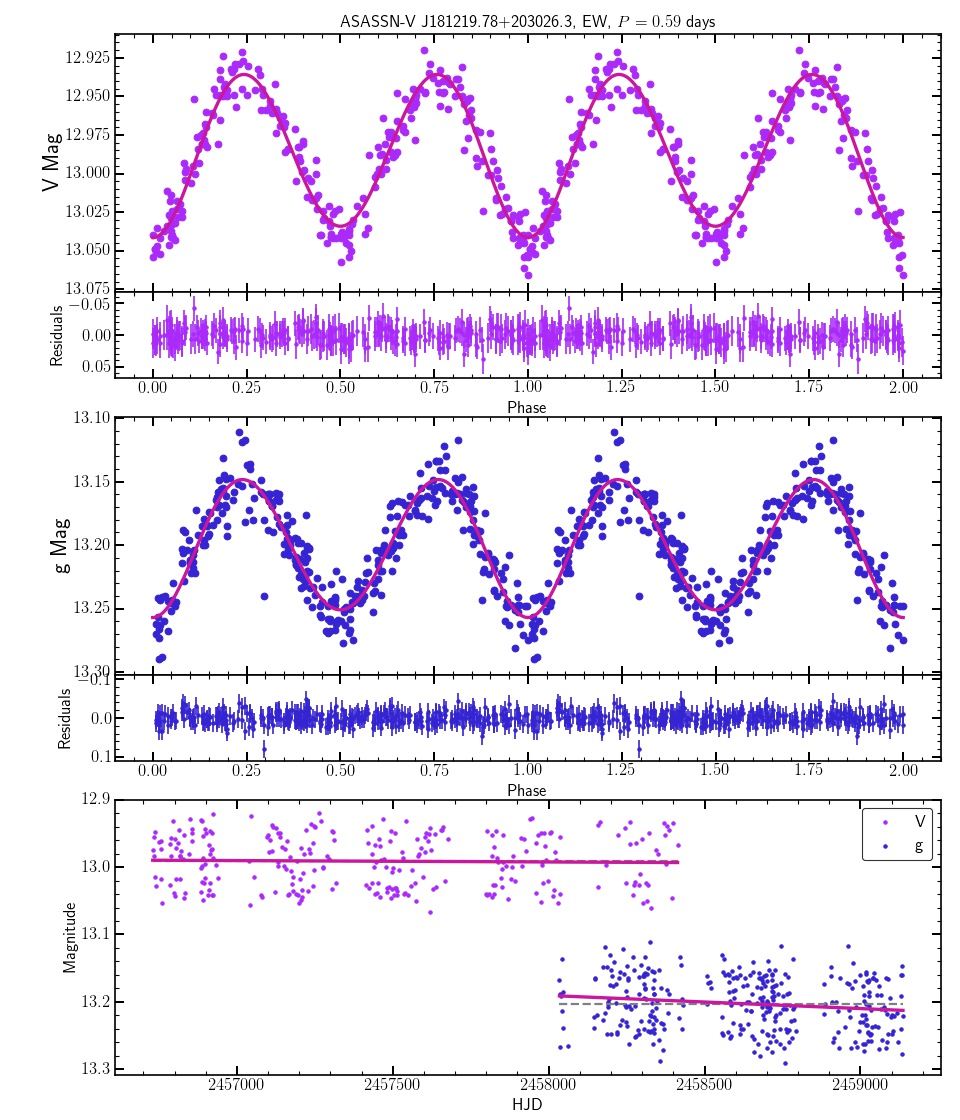 ASASSN-V J181219.78+203026.3, EW, P = 0.59 days
12.925
12.950
12.975
13.000
13.025
13.050
13.075
V Mag
−0.05
0.00
0.05
Residuals
0.00 0.25 0.50 0.75 1.00 1.25 1.50 1.75 2.00
Phase
13.10
13.15
13.20
13.25
13.30
g Mag
−0.1
0.0
0.1
Residuals
0.00 0.25 0.50 0.75 1.00 1.25 1.50 1.75 2.00
Phase
12.9
13.0
13.1
13.2
13.3
Magnitude
V
g
2457000 2457500 2458000 2458500 2459000
HJD